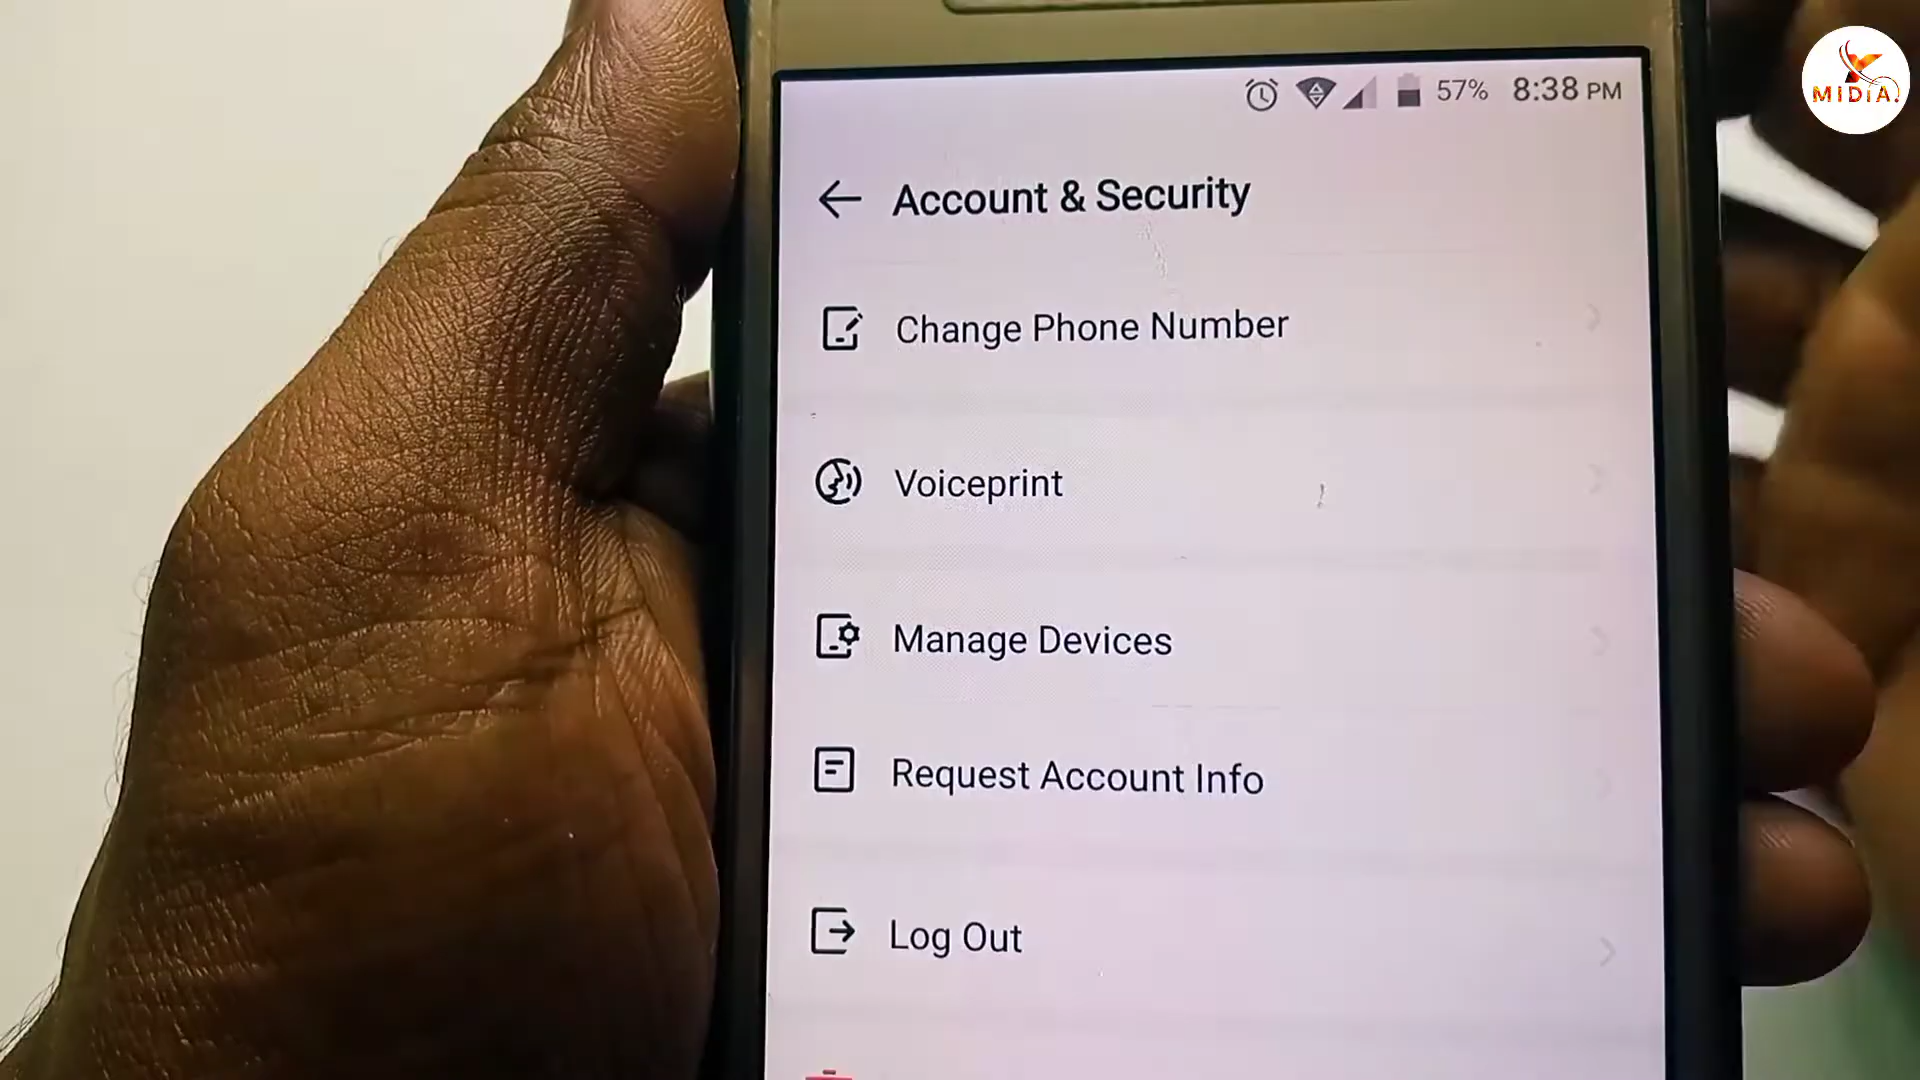 57% 8:38 PM
MIDIA.
Account & Security
Change Phone Number
Voiceprint
Manage Devices
Request Account Info
Log Out